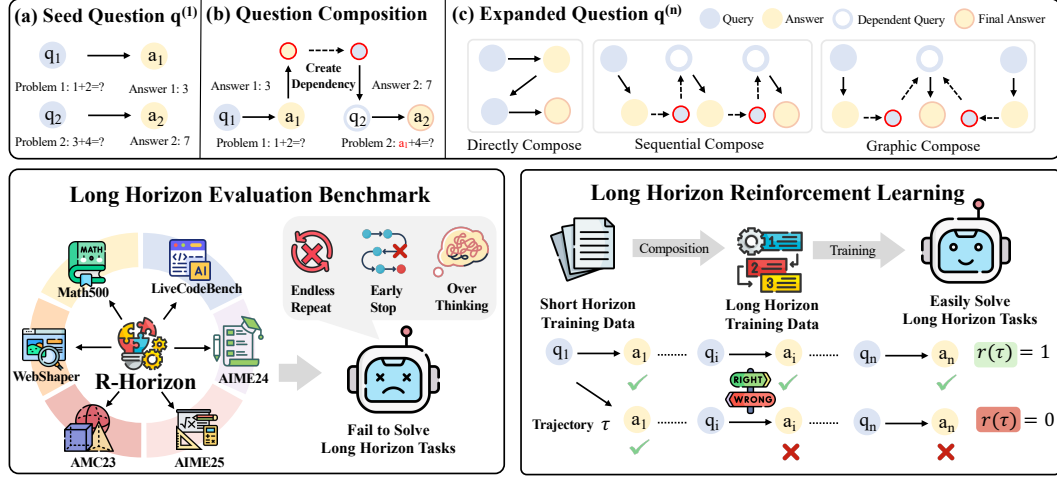 (a) Seed Question q⁽¹⁾
q₁
a₁
Problem 1: 1+2=?
Answer 1: 3
q₂
a₂
Problem 2: 3+4=?
Answer 2: 7
(b) Question Composition
Create
Dependency
Answer 1: 3
Answer 2: 7
q₁
a₁
q₂
a₂
Problem 1: 1+2=?
Problem 2: a₁+4=?
(c) Expanded Question q⁽ⁿ⁾
Query
Answer
Dependent Query
Final Answer
Directly Compose
Sequential Compose
Graphic Compose
Long Horizon Evaluation Benchmark
MATH
Math500
</>
AI
LiveCodeBench
WebShaper
R-Horizon
AIME24
AMC23
AIME25
Endless
Repeat
Early
Stop
Over
Thinking
Fail to Solve
Long Horizon Tasks
Long Horizon Reinforcement Learning
Composition
1
2
3
Training
Short Horizon
Training Data
Long Horizon
Training Data
Easily Solve
Long Horizon Tasks
q₁
a₁
......
qᵢ
aᵢ
......
qₙ
aₙ
r(τ) = 1
RIGHT
WRONG
Trajectory τ
a₁
......
qᵢ
aᵢ
......
qₙ
aₙ
r(τ) = 0